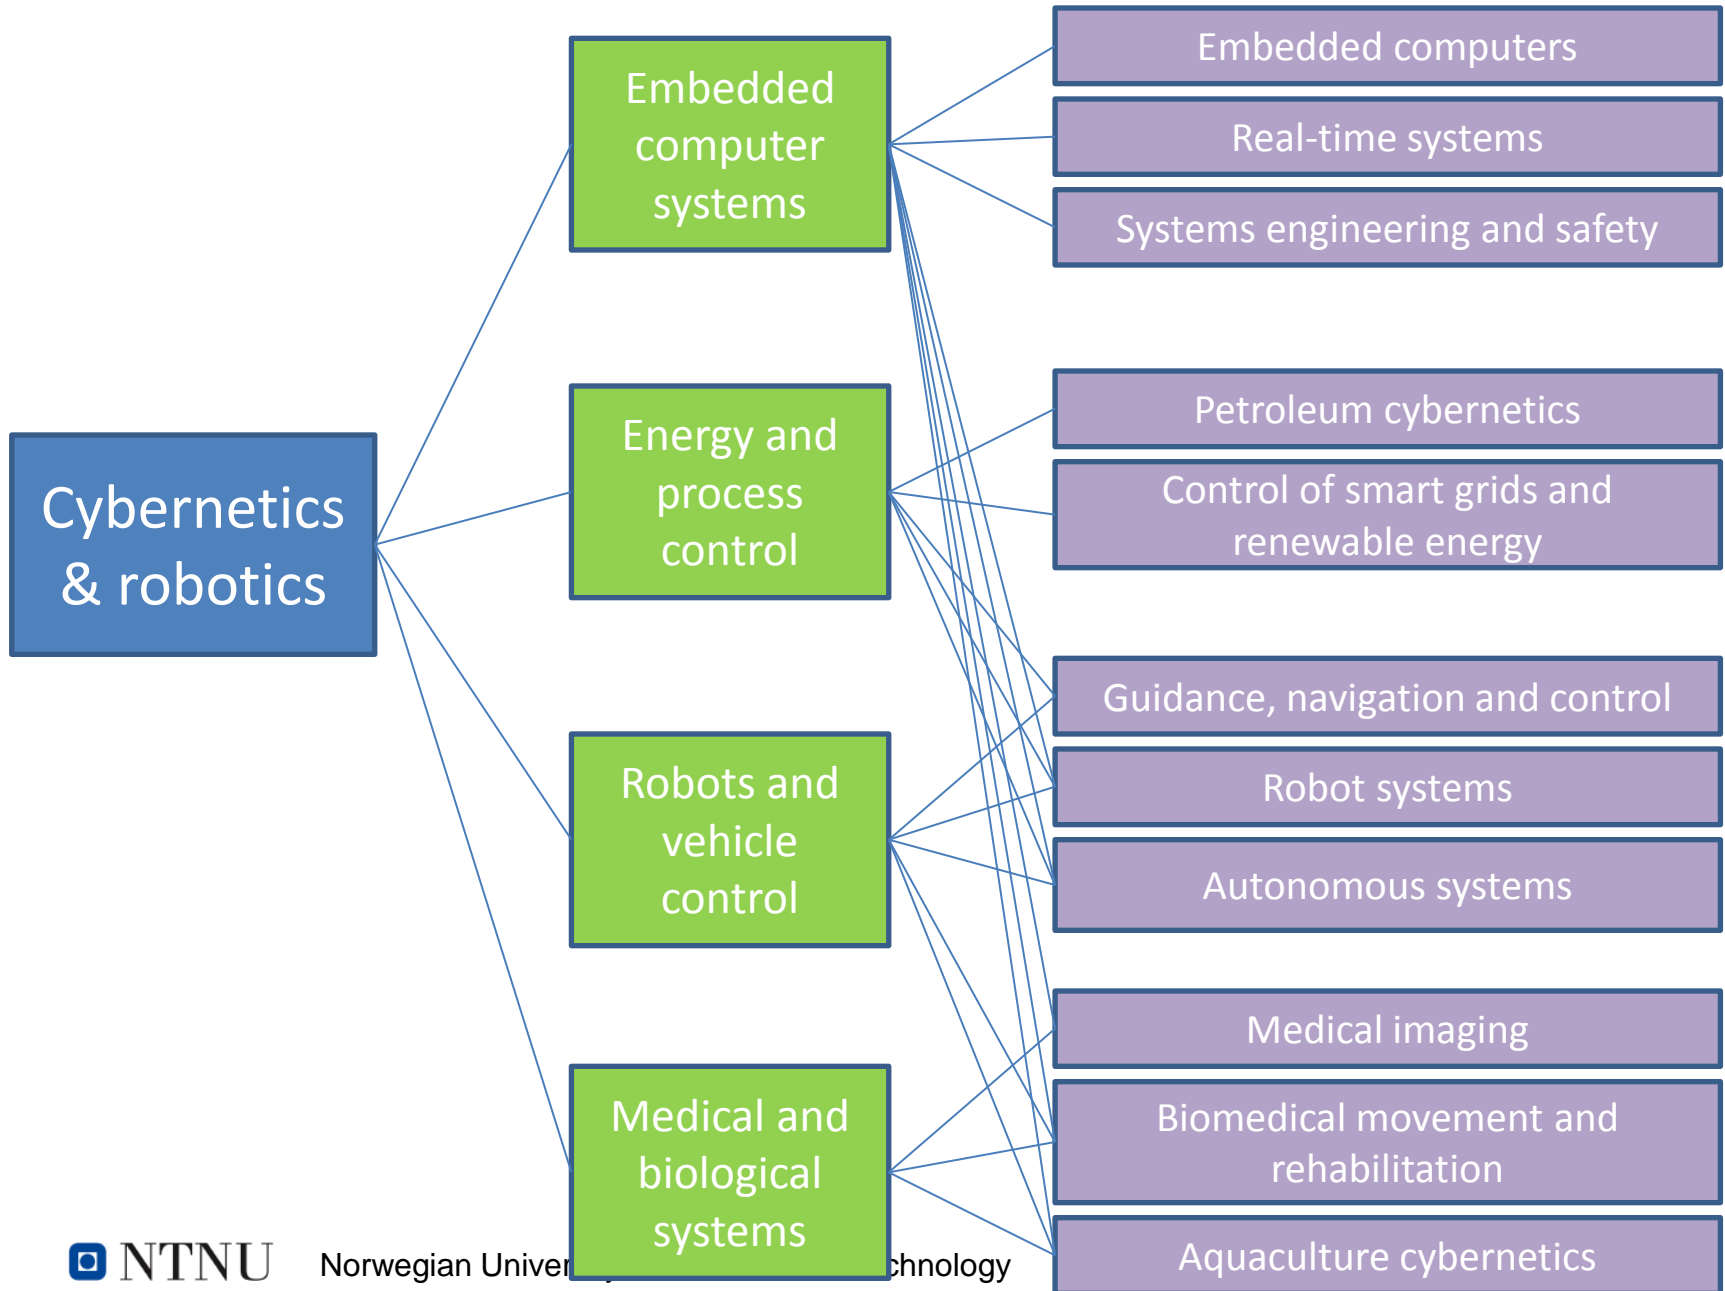 Cybernetics
& robotics
Embedded
computer
systems
Energy and
process
control
Robots and
vehicle
control
Medical and
biological
systems
Embedded computers
Real-time systems
Systems engineering and safety
Petroleum cybernetics
Control of smart grids and
renewable energy
Guidance, navigation and control
Robot systems
Autonomous systems
Medical imaging
Biomedical movement and
rehabilitation
Aquaculture cybernetics
NTNU
Norwegian